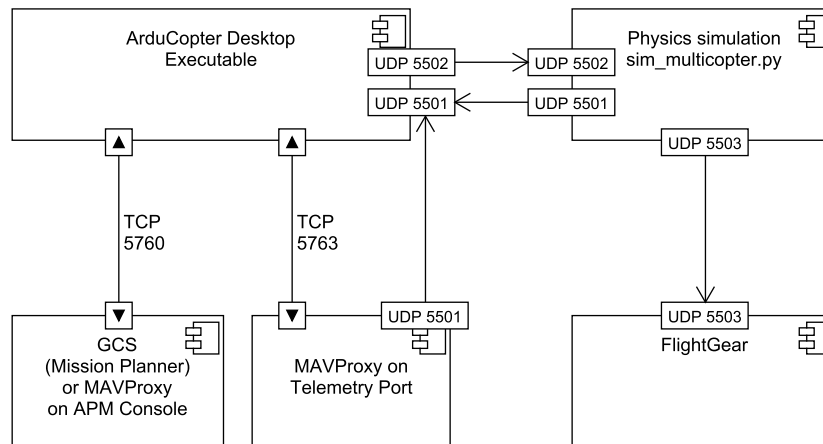 ArduCopter Desktop
Executable
UDP 5502
UDP 5501
UDP 5502
UDP 5501
Physics simulation
sim_multicopter.py
UDP 5503
TCP
5760
TCP
5763
UDP 5501
UDP 5503
GCS
(Mission Planner)
or MAVProxy
on APM Console
MAVProxy on
Telemetry Port
FlightGear